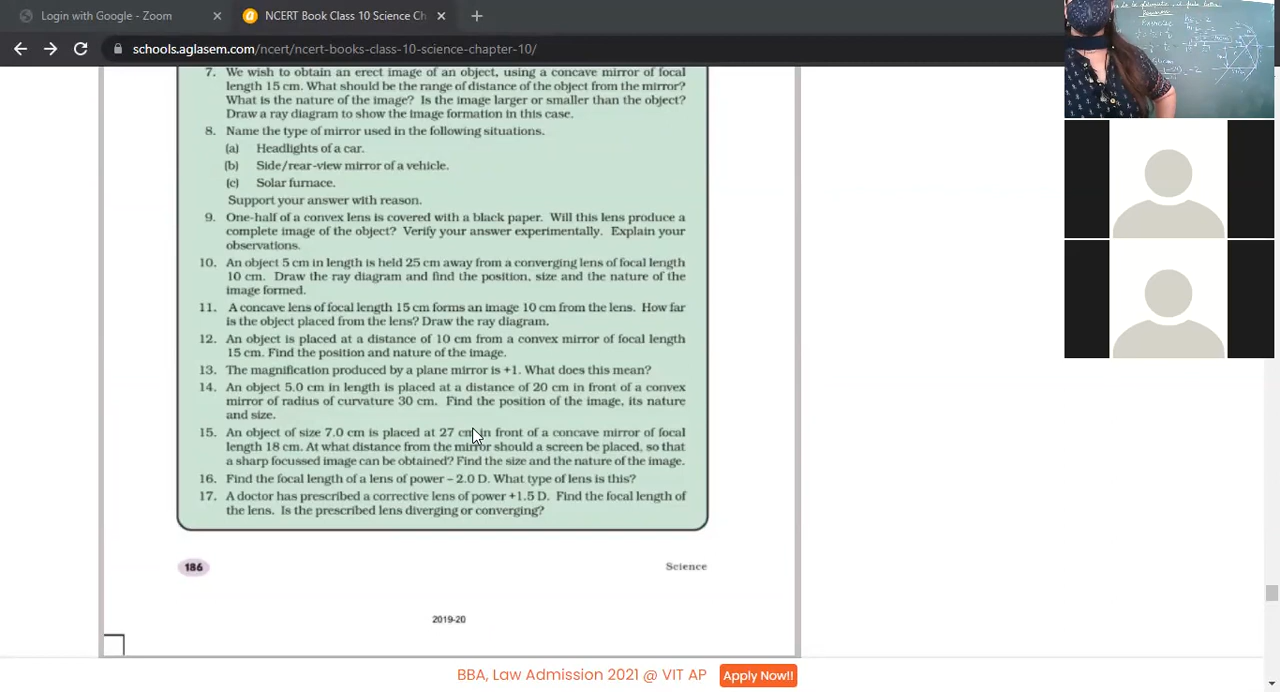 Login with Google - Zoom
NCERT Book Class 10 Science Ch
schools.aglasem.com/ncert/ncert-books-class-10-science-chapter-10/
7. We wish to obtain an erect image of an object, using a concave mirror of focal
length 15 cm. What should be the range of distance of the object from the mirror?
What is the nature of the image? Is the image larger or smaller than the object?
Draw a ray diagram to show the image formation in this case.
8. Name the type of mirror used in the following situations.
(a) Headlights of a car.
(b) Side/rear-view mirror of a vehicle.
(c) Solar furnace.
Support your answer with reason.
9. One-half of a convex lens is covered with a black paper. Will this lens produce a
complete image of the object? Verify your answer experimentally. Explain your
observations.
10. An object 5 cm in length is held 25 cm away from a converging lens of focal length
10 cm. Draw the ray diagram and find the position, size and the nature of the
image formed.
11. A concave lens of focal length 15 cm forms an image 10 cm from the lens. How far
is the object placed from the lens? Draw the ray diagram.
12. An object is placed at a distance of 10 cm from a convex mirror of focal length
15 cm. Find the position and nature of the image.
13. The magnification produced by a plane mirror is +1. What does this mean?
14. An object 5.0 cm in length is placed at a distance of 20 cm in front of a convex
mirror of radius of curvature 30 cm. Find the position of the image, its nature
and size.
15. An object of size 7.0 cm is placed at 27 cm in front of a concave mirror of focal
length 18 cm. At what distance from the mirror should a screen be placed, so that
a sharp focussed image can be obtained? Find the size and the nature of the image.
16. Find the focal length of a lens of power – 2.0 D. What type of lens is this?
17. A doctor has prescribed a corrective lens of power +1.5 D. Find the focal length of
the lens. Is the prescribed lens diverging or converging?
186
Science
2019-20
BBA, Law Admission 2021 @ VIT AP
Apply Now!!